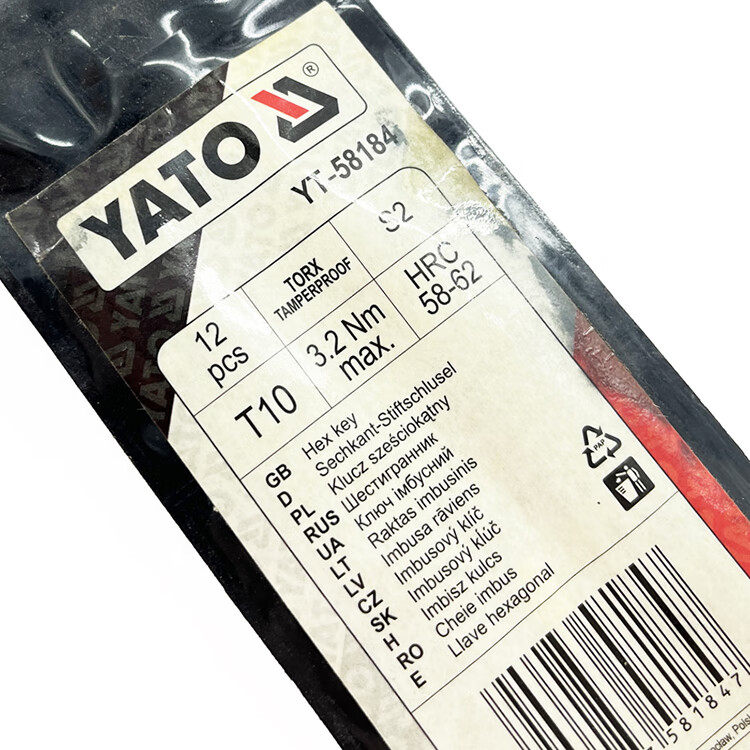 YATO ®
YT-58184
12
pcs
TORX
TAMPERPROOF
S2
T10
3.2 Nm
max.
HRC
58-62
GB Hex key
D Sechkant-Stiftschlusel
PL Klucz sześciokątny
RUS Шестигранник
UA Ключ імбусний
LT Raktas imbusinis
LV Imbusa rāviens
CZ Imbusový klíč
SK Imbusový kľúč
H Imbisz kulcs
RO Cheie imbus
E Llave hexagonal
PAP
581847